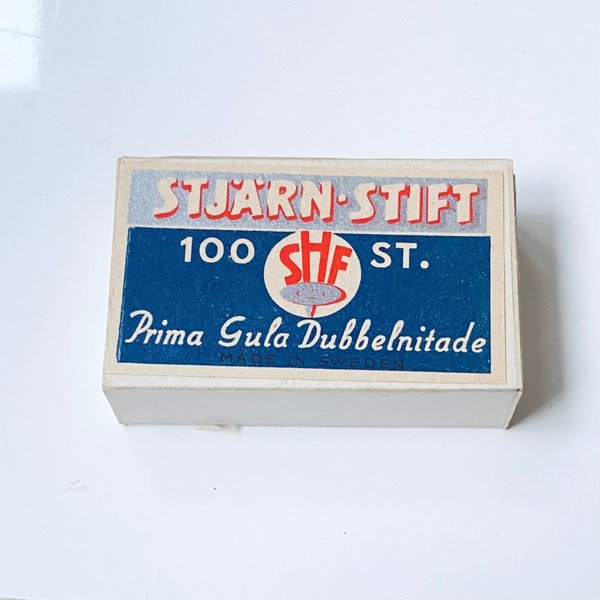 STJÄRN-STIFT
100 SHF ST.
Prima Gula Dubbelnitade
MADE IN SWEDEN